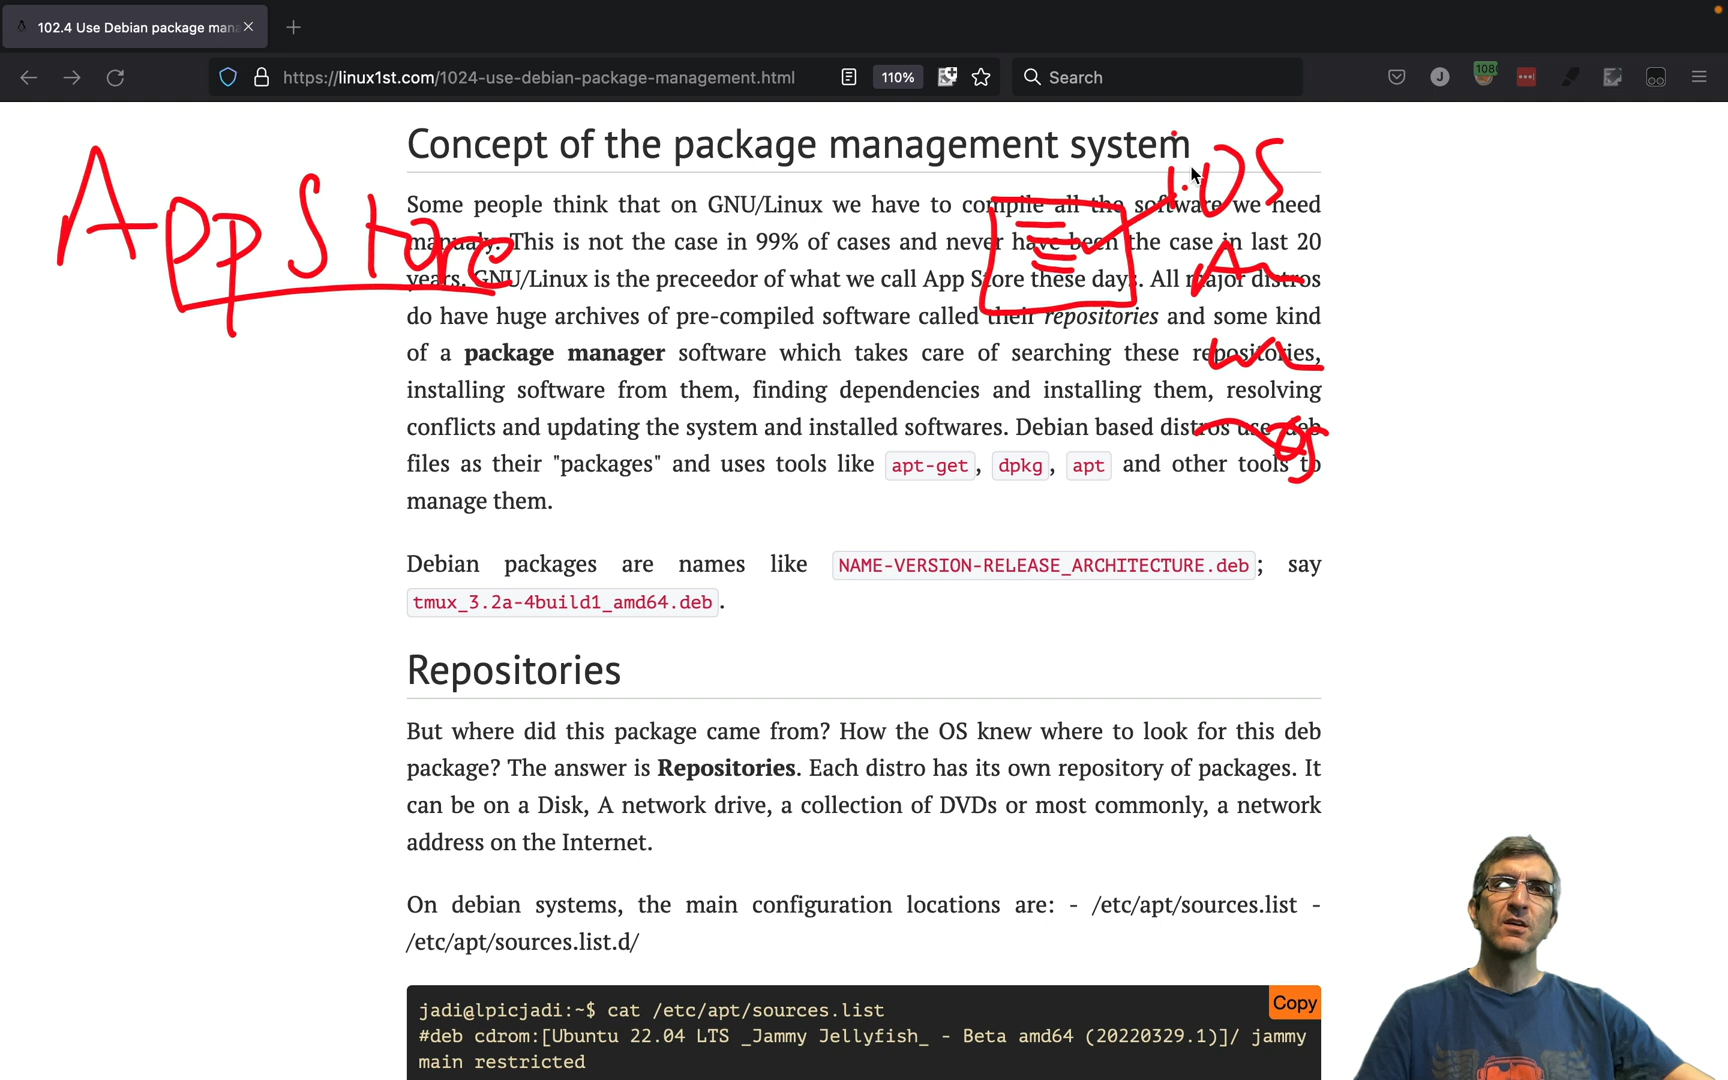 102.4 Use Debian package man
https://linux1st.com/1024-use-debian-package-management.html
110%
Search
108
Concept of the package management system
App Store
iOS
Some people think that on GNU/Linux we have to compile all the software we need
manualy. This is not the case in 99% of cases and never have been the case in last 20
years. GNU/Linux is the preceedor of what we call App Store these days. All major distros
do have huge archives of pre-compiled software called their repositories and some kind
of a package manager software which takes care of searching these repositories,
installing software from them, finding dependencies and installing them, resolving
conflicts and updating the system and installed softwares. Debian based distros use deb
files as their "packages" and uses tools like apt-get, dpkg, apt and other tools to
manage them.
Debian packages are names like NAME-VERSION-RELEASE_ARCHITECTURE.deb; say
tmux_3.2a-4build1_amd64.deb.
Repositories
But where did this package came from? How the OS knew where to look for this deb
package? The answer is Repositories. Each distro has its own repository of packages. It
can be on a Disk, A network drive, a collection of DVDs or most commonly, a network
address on the Internet.
On debian systems, the main configuration locations are: - /etc/apt/sources.list -
/etc/apt/sources.list.d/
Copy
jadi@lpicjadi:~$ cat /etc/apt/sources.list
#deb cdrom:[Ubuntu 22.04 LTS _Jammy Jellyfish_ - Beta amd64 (20220329.1)]/ jammy
main restricted